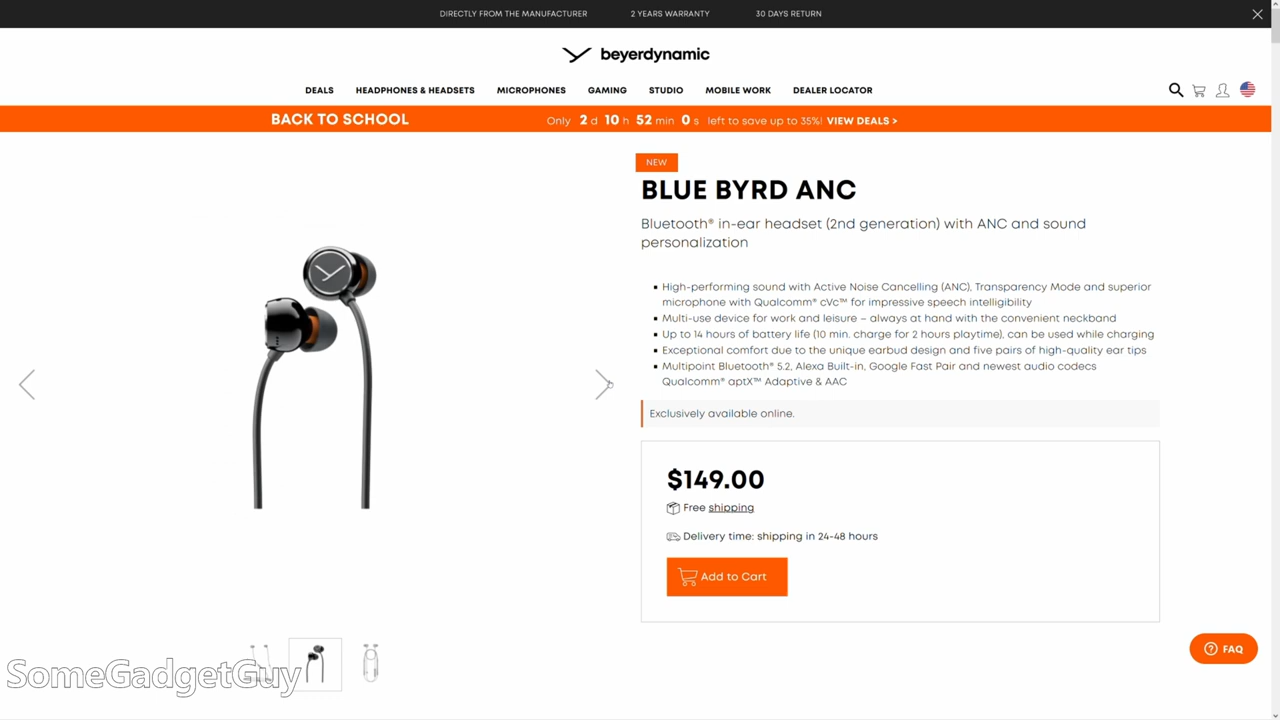 DIRECTLY FROM THE MANUFACTURER 2 YEARS WARRANTY 30 DAYS RETURN
beyerdynamic
DEALS HEADPHONES & HEADSETS MICROPHONES GAMING STUDIO MOBILE WORK DEALER LOCATOR
BACK TO SCHOOL Only 2 d 10 h 52 min 0 s left to save up to 35%! VIEW DEALS >
NEW
BLUE BYRD ANC
Bluetooth® in-ear headset (2nd generation) with ANC and sound
personalization
High-performing sound with Active Noise Cancelling (ANC), Transparency Mode and superior
microphone with Qualcomm® cVc™ for impressive speech intelligibility
Multi-use device for work and leisure – always at hand with the convenient neckband
Up to 14 hours of battery life (10 min. charge for 2 hours playtime), can be used while charging
Exceptional comfort due to the unique earbud design and five pairs of high-quality ear tips
Multipoint Bluetooth® 5.2, Alexa Built-in, Google Fast Pair and newest audio codecs
Qualcomm® aptX™ Adaptive & AAC
Exclusively available online.
$149.00
Free shipping
Delivery time: shipping in 24-48 hours
Add to Cart
FAQ
SomeGadgetGuy